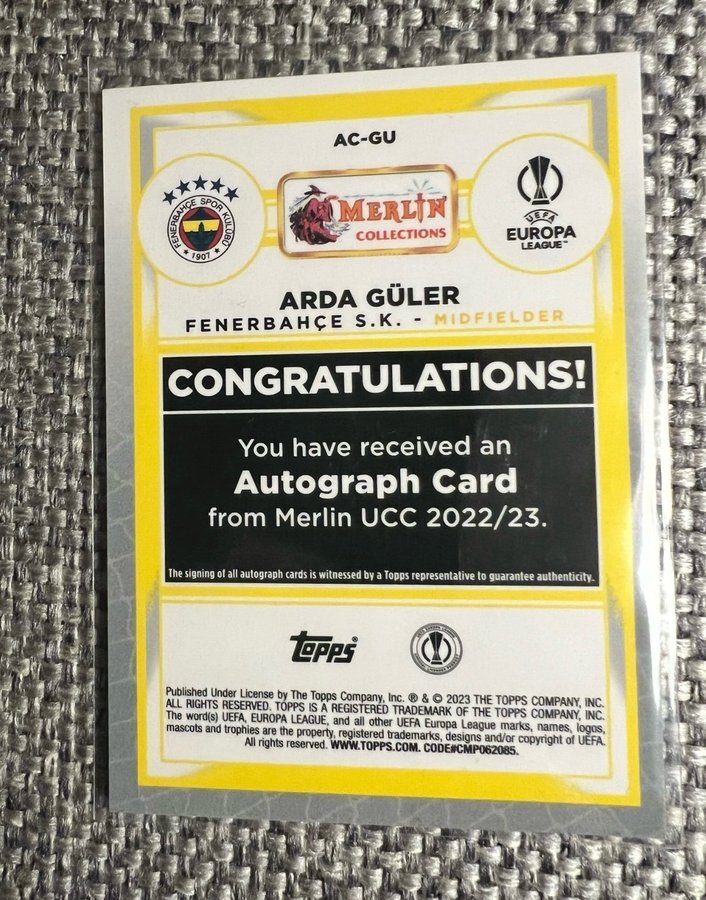 AC-GU
FENERBAHÇE SPOR KULÜBÜ
★ 1907 ★
MERLIN
COLLECTIONS
UEFA
EUROPA
LEAGUE™
ARDA GÜLER
FENERBAHÇE S.K. - MIDFIELDER
CONGRATULATIONS!
You have received an
Autograph Card
from Merlin UCC 2022/23.
The signing of all autograph cards is witnessed by a Topps representative to guarantee authenticity.
TOPPS®
Published Under License by The Topps Company, Inc. ® & © 2023 THE TOPPS COMPANY, INC.
ALL RIGHTS RESERVED. TOPPS IS A REGISTERED TRADEMARK OF THE TOPPS COMPANY, INC.
The word(s) UEFA, EUROPA LEAGUE, and all other UEFA Europa League marks, names, logos,
mascots and trophies are the property, registered trademarks, designs and/or copyright of UEFA.
All rights reserved. WWW.TOPPS.COM. CODE#CMP062085.